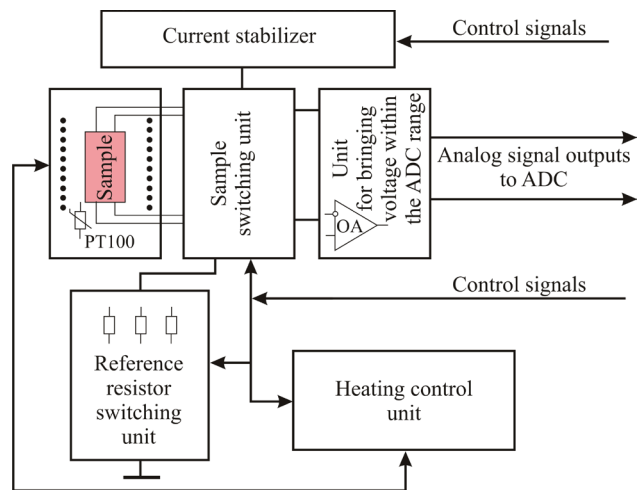 Current stabilizer
Control signals
Sample
PT100
Sample
switching unit
Unit
for bringing
voltage within
the ADC range
OA
Analog signal outputs
to ADC
Control signals
Reference
resistor
switching
unit
Heating control
unit